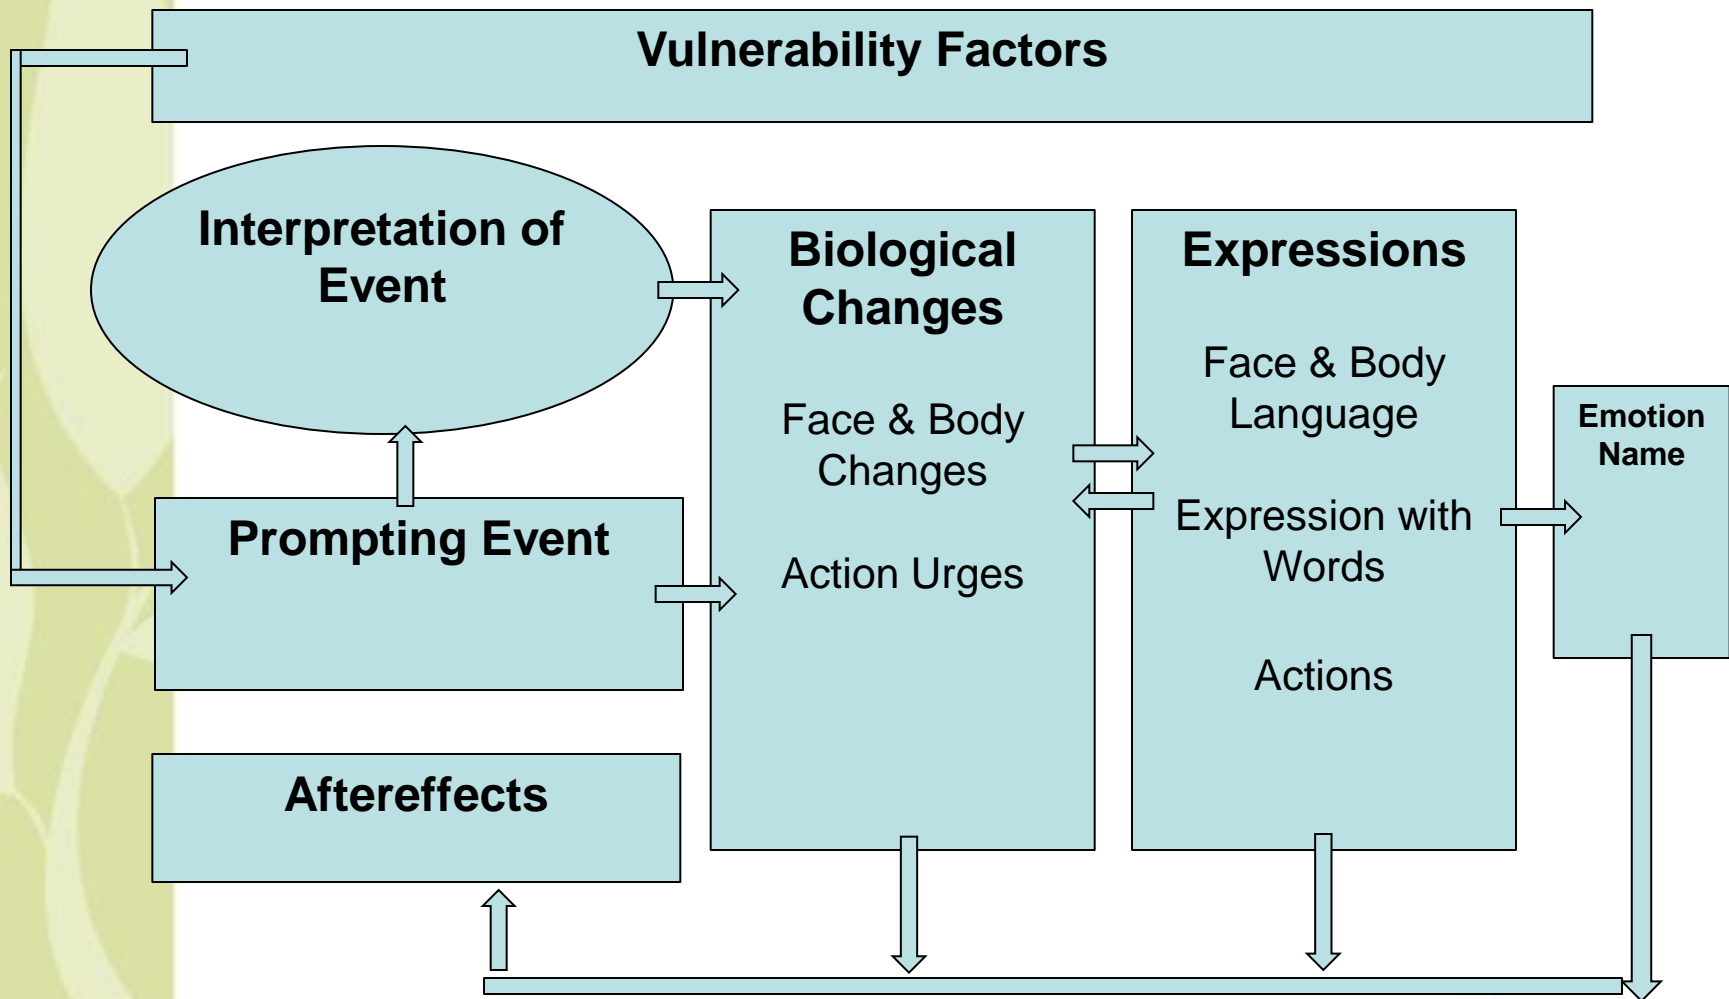 Vulnerability Factors
Interpretation of
Event
Prompting Event
Aftereffects
Biological
Changes
Face & Body
Changes
Action Urges
Expressions
Face & Body
Language
Expression with
Words
Actions
Emotion
Name